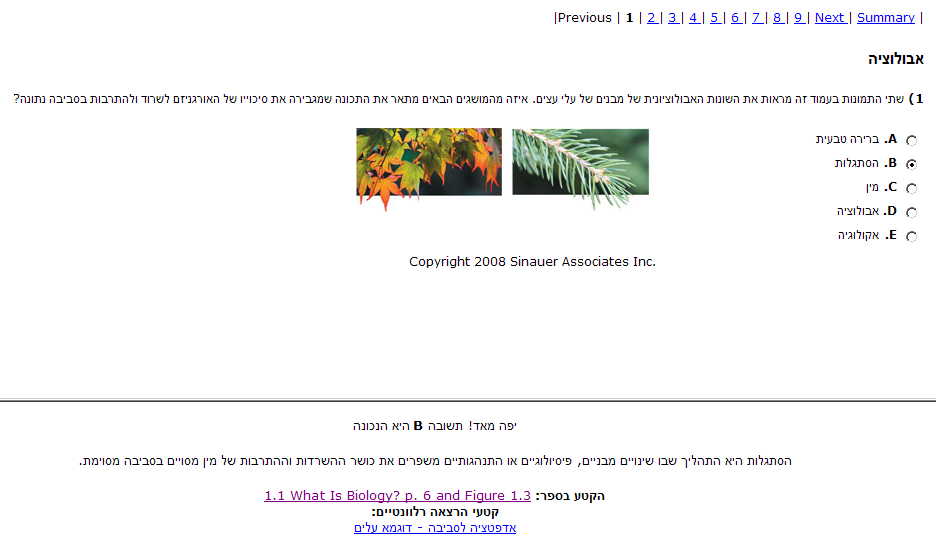 |Previous | 1 | 2 | 3 | 4 | 5 | 6 | 7 | 8 | 9 | Next | Summary |
אבולוציה
1) שתי התמונות בעמוד זה מראות את השונות האבולוציונית של מבנים של עלי עצים. איזה מהמושגים הבאים מתאר את התכונה שמגבירה את סיכוייו של האורגניזם לשרוד ולהתרבות בסביבה נתונה?
A. ברירה טבעית
B. הסתגלות
C. מין
D. אבולוציה
E. אקולוגיה
Copyright 2008 Sinauer Associates Inc.
יפה מאד! תשובה B היא הנכונה
הסתגלות היא התהליך שבו שינויים מבניים, פיסיולוגיים או התנהגותיים משפרים את כושר ההשרדות וההתרבות של מין מסויים בסביבה מסוימת.
הקטע בספר: 1.1 What Is Biology? p. 6 and Figure 1.3
קטעי הרצאה רלוונטיים:
אדפטציה לסביבה - דוגמא עלים